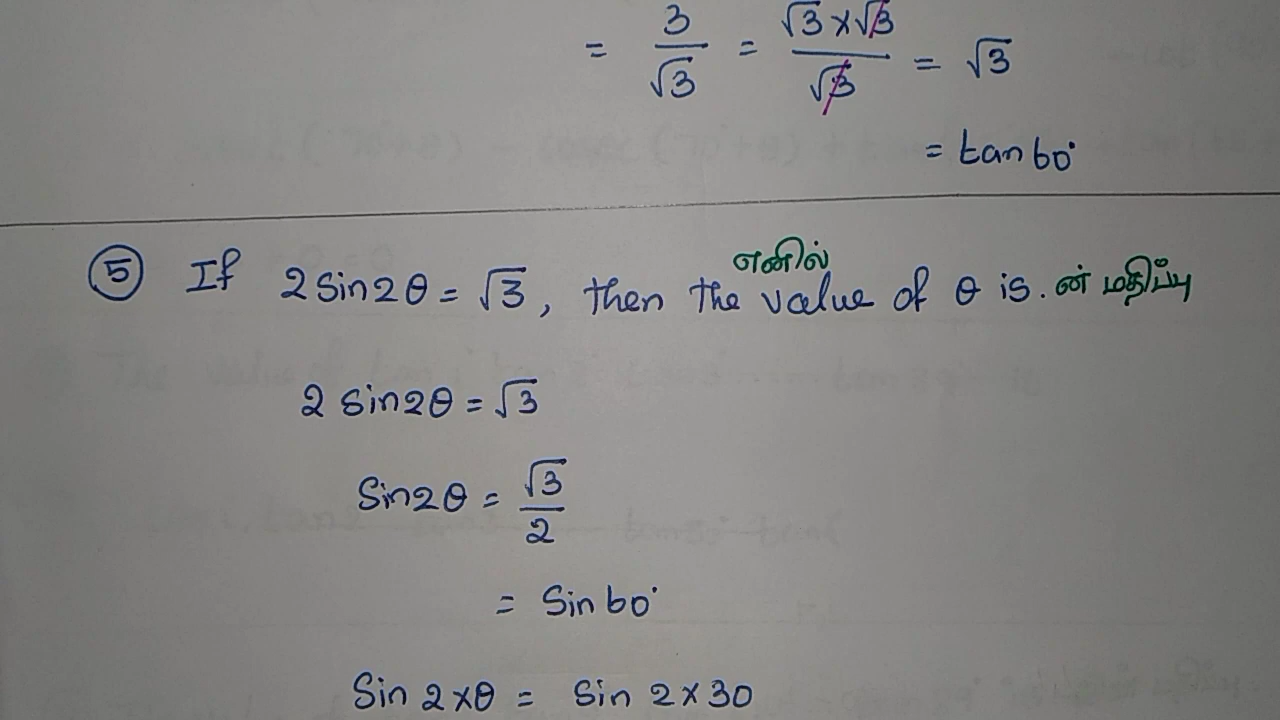 = 3/√3 = √3 x √3/√3 = √3
= tan 60°
⑤ If 2 Sin2θ = √3, then the value of θ is. எனில் ன் மதிப்பு
2 Sin2θ = √3
Sin2θ = √3/2
= Sin 60°
Sin 2xθ = Sin 2x30